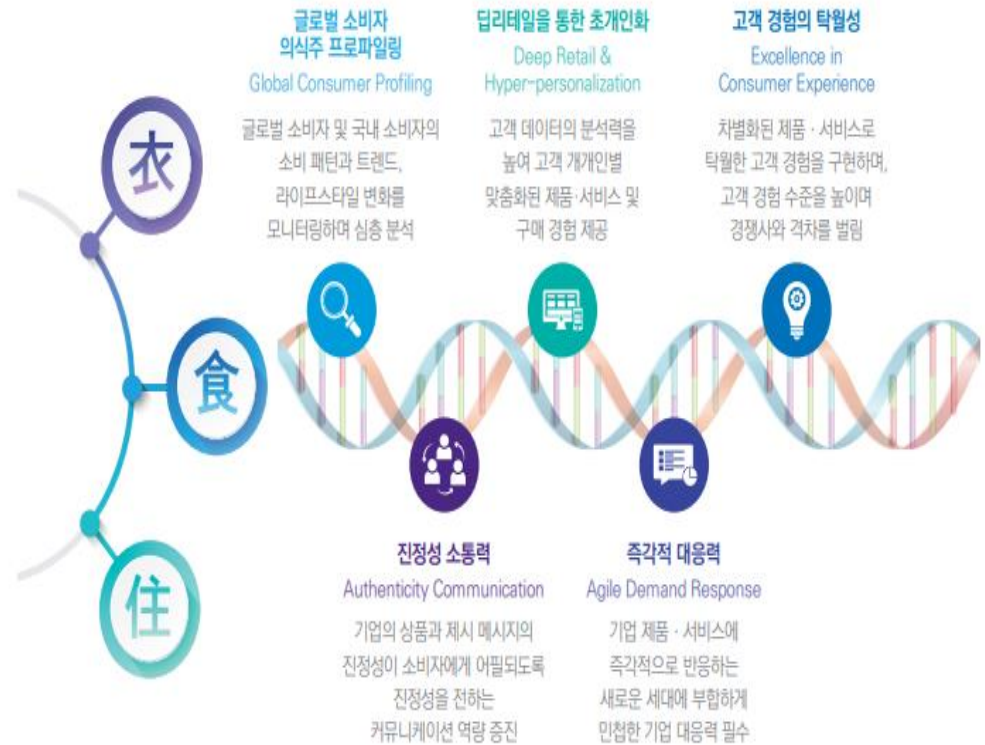 글로벌 소비자
의식주 프로파일링
Global Consumer Profiling
글로벌 소비자 및 국내 소비자의
소비 패턴과 트렌드,
라이프스타일 변화를
모니터링하며 심층 분석
딥리테일을 통한 초개인화
Deep Retail &
Hyper-personalization
고객 데이터의 분석력을
높여 고객 개개인별
맞춤화된 제품·서비스 및
구매 경험 제공
고객 경험의 탁월성
Excellence in
Consumer Experience
차별화된 제품·서비스로
탁월한 고객 경험을 구현하며,
고객 경험 수준을 높이며
경쟁사와 격차를 벌림
衣
食
住
진정성 소통력
Authenticity Communication
기업의 상품과 제시 메시지의
진정성이 소비자에게 어필되도록
진정성을 전하는
커뮤니케이션 역량 증진
즉각적 대응력
Agile Demand Response
기업 제품·서비스에
즉각적으로 반응하는
새로운 세대에 부합하게
민첩한 기업 대응력 필수